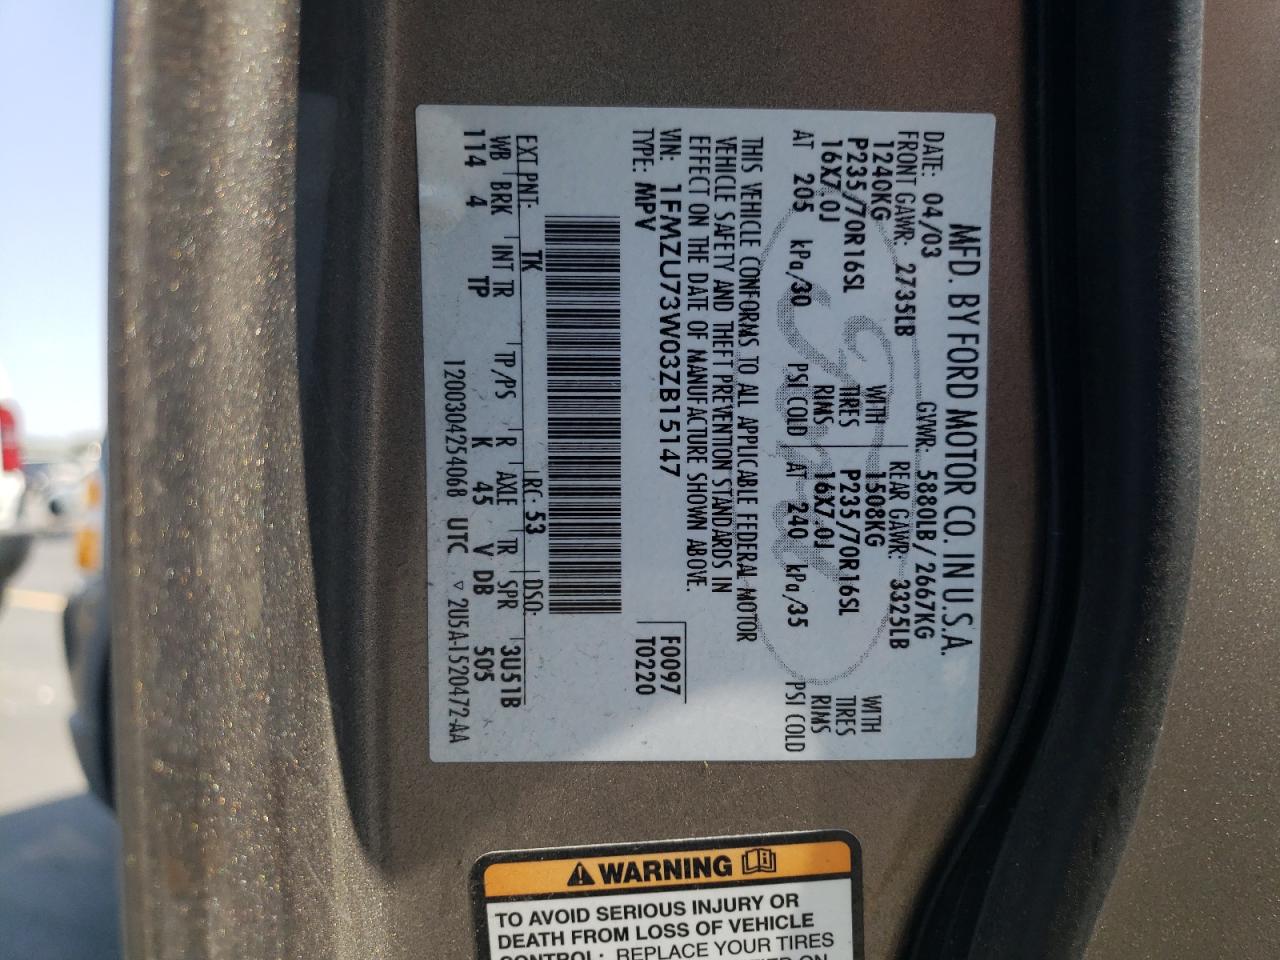 MFD. BY FORD MOTOR CO. IN U.S.A.
DATE: 04/03 GVWR: 5880LB/2667KG
FRONT GAWR: 2735LB REAR GAWR: 3325LB
1240KG WITH 1508KG WITH
P235/70R16SL TIRES P235/70R16SL TIRES
16X7.0J RIMS 16X7.0J RIMS
AT 205 kPa/30 PSI COLD AT 240 kPa/35 PSI COLD
THIS VEHICLE CONFORMS TO ALL APPLICABLE FEDERAL MOTOR
VEHICLE SAFETY AND THEFT PREVENTION STANDARDS IN
EFFECT ON THE DATE OF MANUFACTURE SHOWN ABOVE.
VIN: 1FMZU73W03ZB15147 F0097
TYPE: MPV T0220
EXT PNT: TK RC: 53 DSO:
WB BRK INT TR TP/PS R AXLE TR SPR 3U51B
114 4 TP K 45 V DB 505
1200304254068 UTC ▽ 2U5A-1520472-AA
WARNING
TO AVOID SERIOUS INJURY OR
DEATH FROM LOSS OF VEHICLE
CONTROL: REPLACE YOUR TIRES